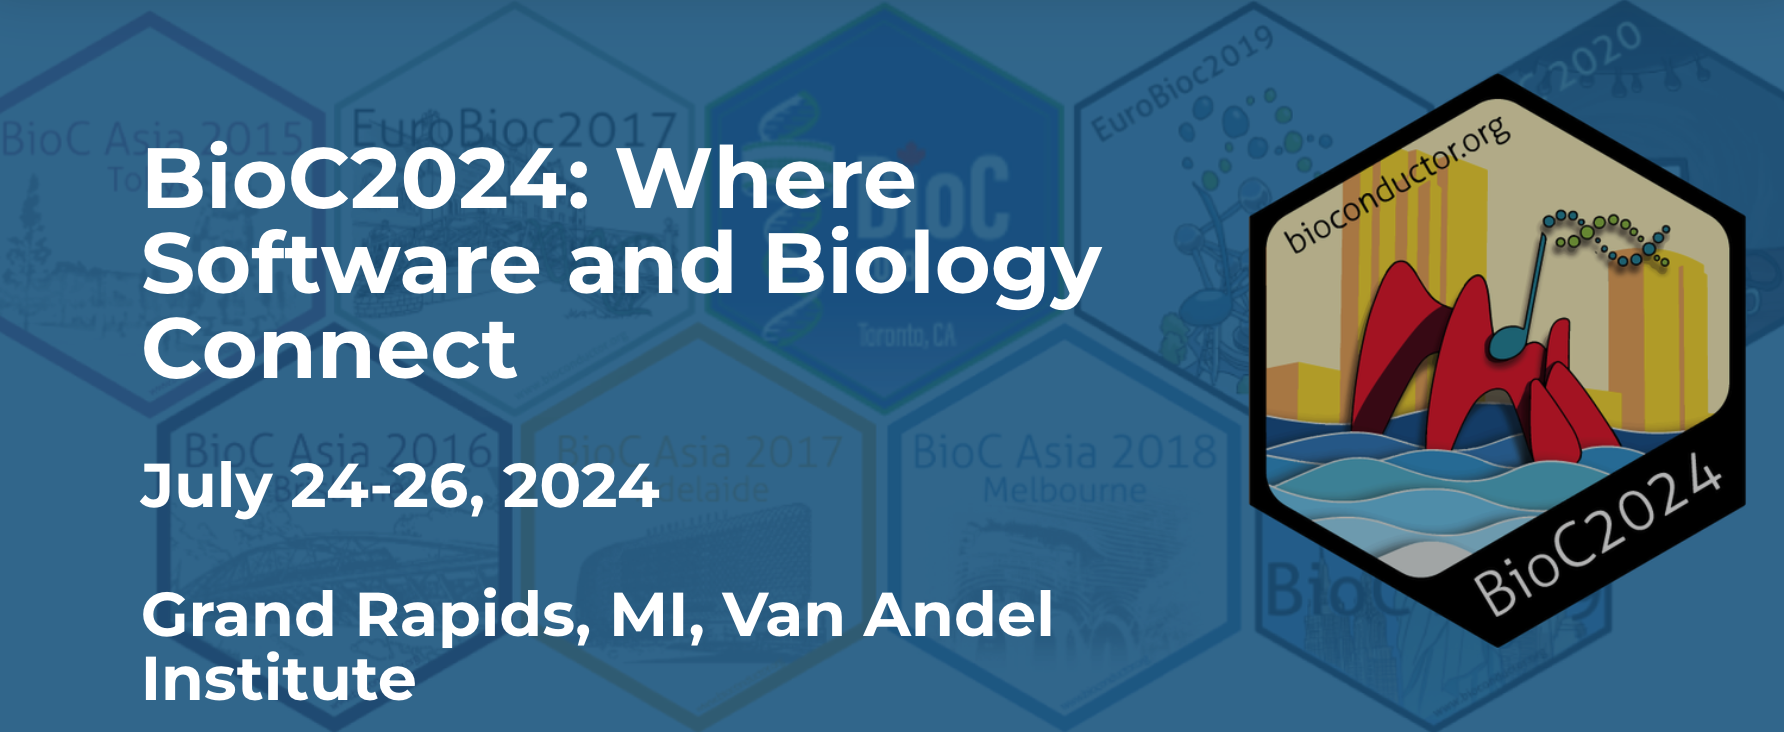 BioC2024: Where
Software and Biology
Connect
July 24-26, 2024
Grand Rapids, MI, Van Andel
Institute
bioconductor.org
BioC2024
BioC Asia 2015
EuroBioc2017
BioC
Toronto, CA
EuroBioc2019
2020
BioC Asia 2016
BioC Asia 2017
BioC Asia 2018
Melbourne